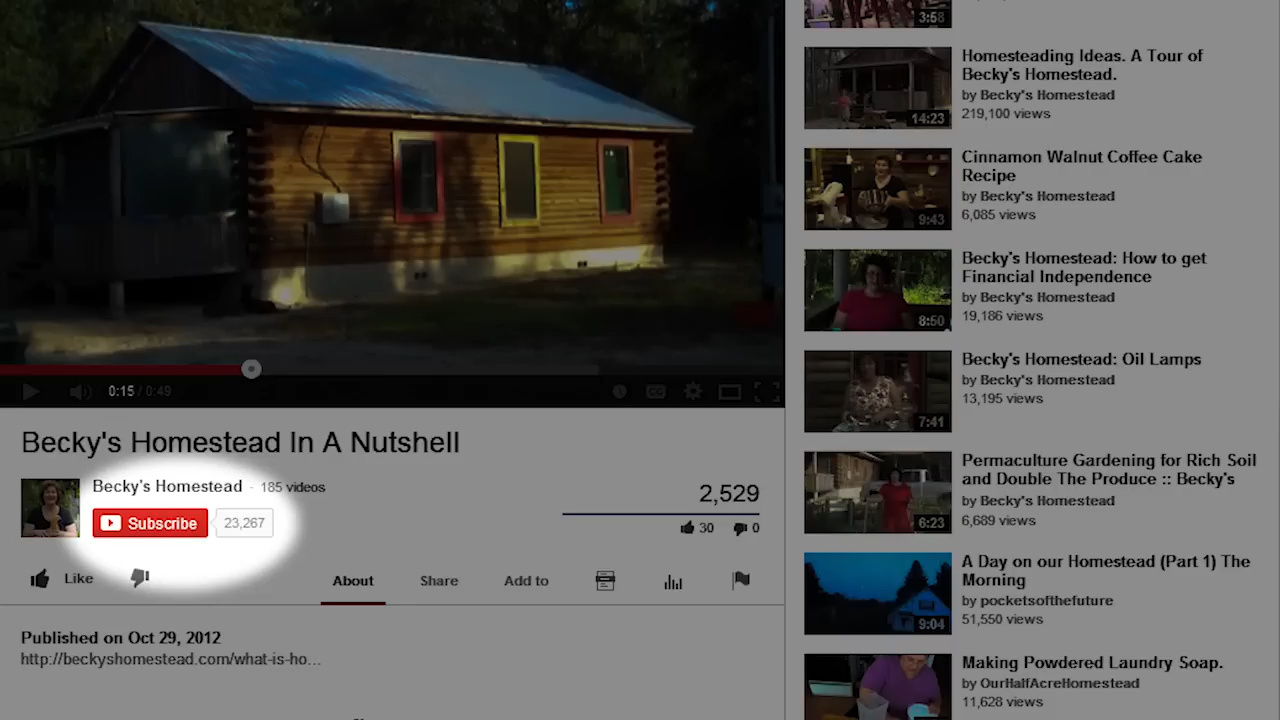 3:58
Homesteading Ideas. A Tour of
Becky's Homestead.
by Becky's Homestead
219,100 views
14:23
Cinnamon Walnut Coffee Cake
Recipe
by Becky's Homestead
6,085 views
9:43
Becky's Homestead: How to get
Financial Independence
by Becky's Homestead
19,186 views
8:50
Becky's Homestead: Oil Lamps
by Becky's Homestead
13,195 views
7:41
Permaculture Gardening for Rich Soil
and Double The Produce :: Becky's
by Becky's Homestead
6,689 views
6:23
A Day on our Homestead (Part 1) The
Morning
by pocketsofthefuture
51,550 views
9:04
Making Powdered Laundry Soap.
by OurHalfAcreHomestead
11,628 views
0:15 / 0:49
CC
Becky's Homestead In A Nutshell
Becky's Homestead - 185 videos
Subscribe 23,267
2,529
30 0
Like
About Share Add to
Published on Oct 29, 2012
http://beckyshomestead.com/what-is-ho...